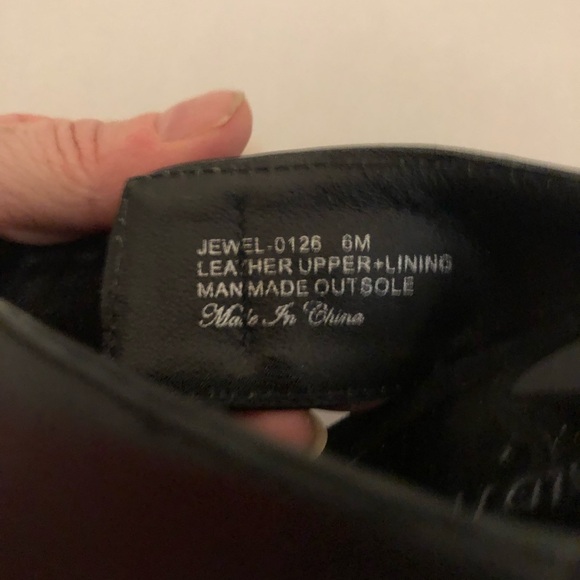 JEWEL-0126 6M
LEATHER UPPER+LINING
MAN MADE OUTSOLE
Made In China